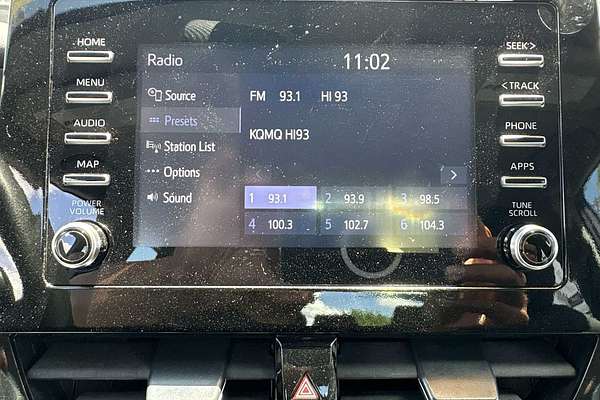 HOME
MENU
AUDIO
MAP
POWER
VOLUME
Radio 11:02
Source
Presets
Station List
Options
Sound
FM 93.1 HI 93
KQMQ HI93
1 93.1 2 93.9 3 98.5
4 100.3 5 102.7 6 104.3
SEEK>
<TRACK
PHONE
APPS
TUNE
SCROLL